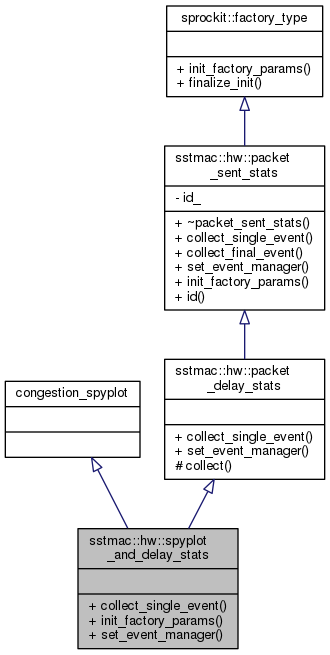 sprockit::factory_type
+ init_factory_params()
+ finalize_init()
sstmac::hw::packet
_sent_stats
- id_
+ ~packet_sent_stats()
+ collect_single_event()
+ collect_final_event()
+ set_event_manager()
+ init_factory_params()
+ id()
sstmac::hw::packet
_delay_stats
+ collect_single_event()
+ set_event_manager()
# collect()
congestion_spyplot
sstmac::hw::spyplot
_and_delay_stats
+ collect_single_event()
+ init_factory_params()
+ set_event_manager()